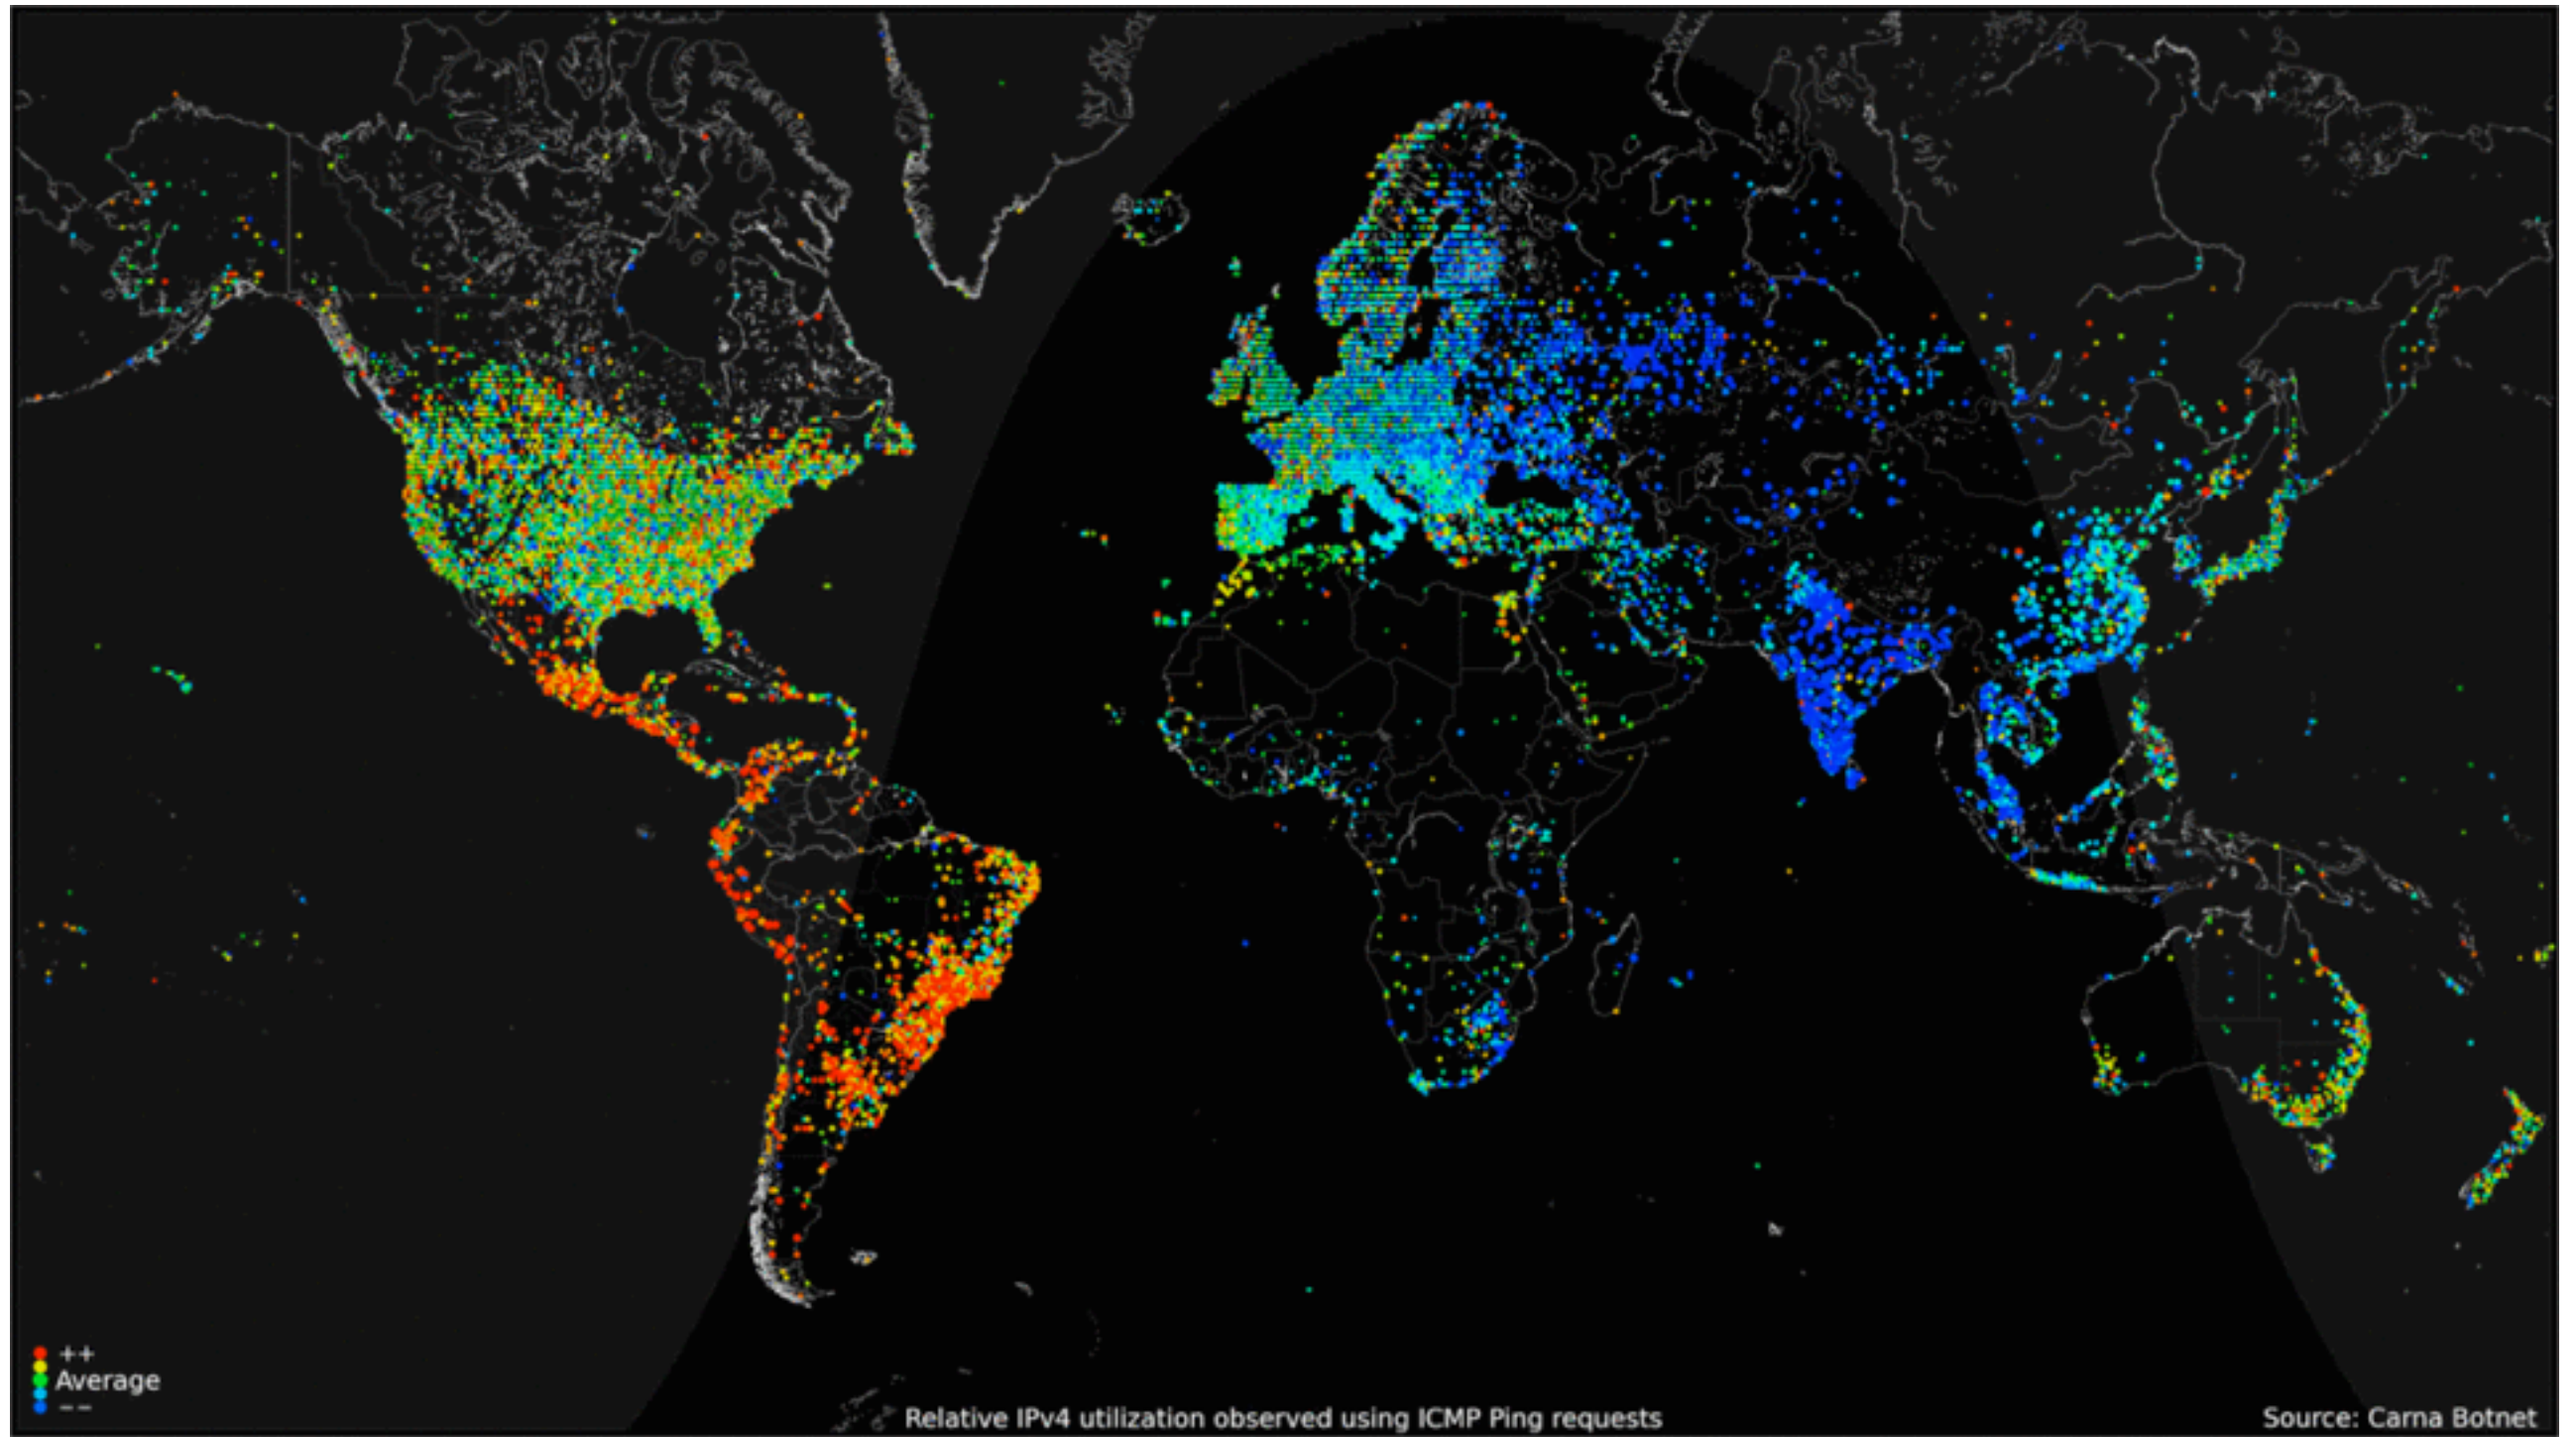 ++
Average
--
Relative IPv4 utilization observed using ICMP Ping requests
Source: Carna Botnet